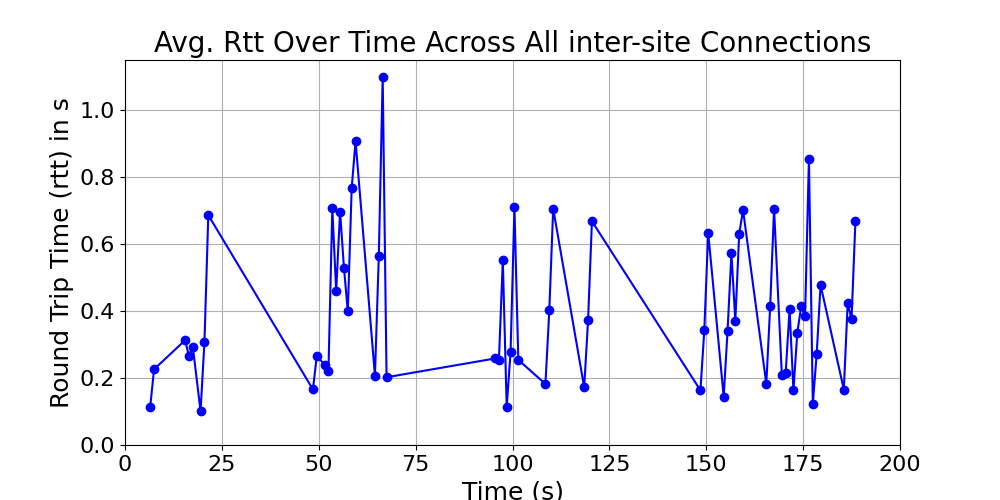 Avg. Rtt Over Time Across All inter-site Connections
Round Trip Time (rtt) in s
1.0
0.8
0.6
0.4
0.2
0.0
0 25 50 75 100 125 150 175 200
Time (s)